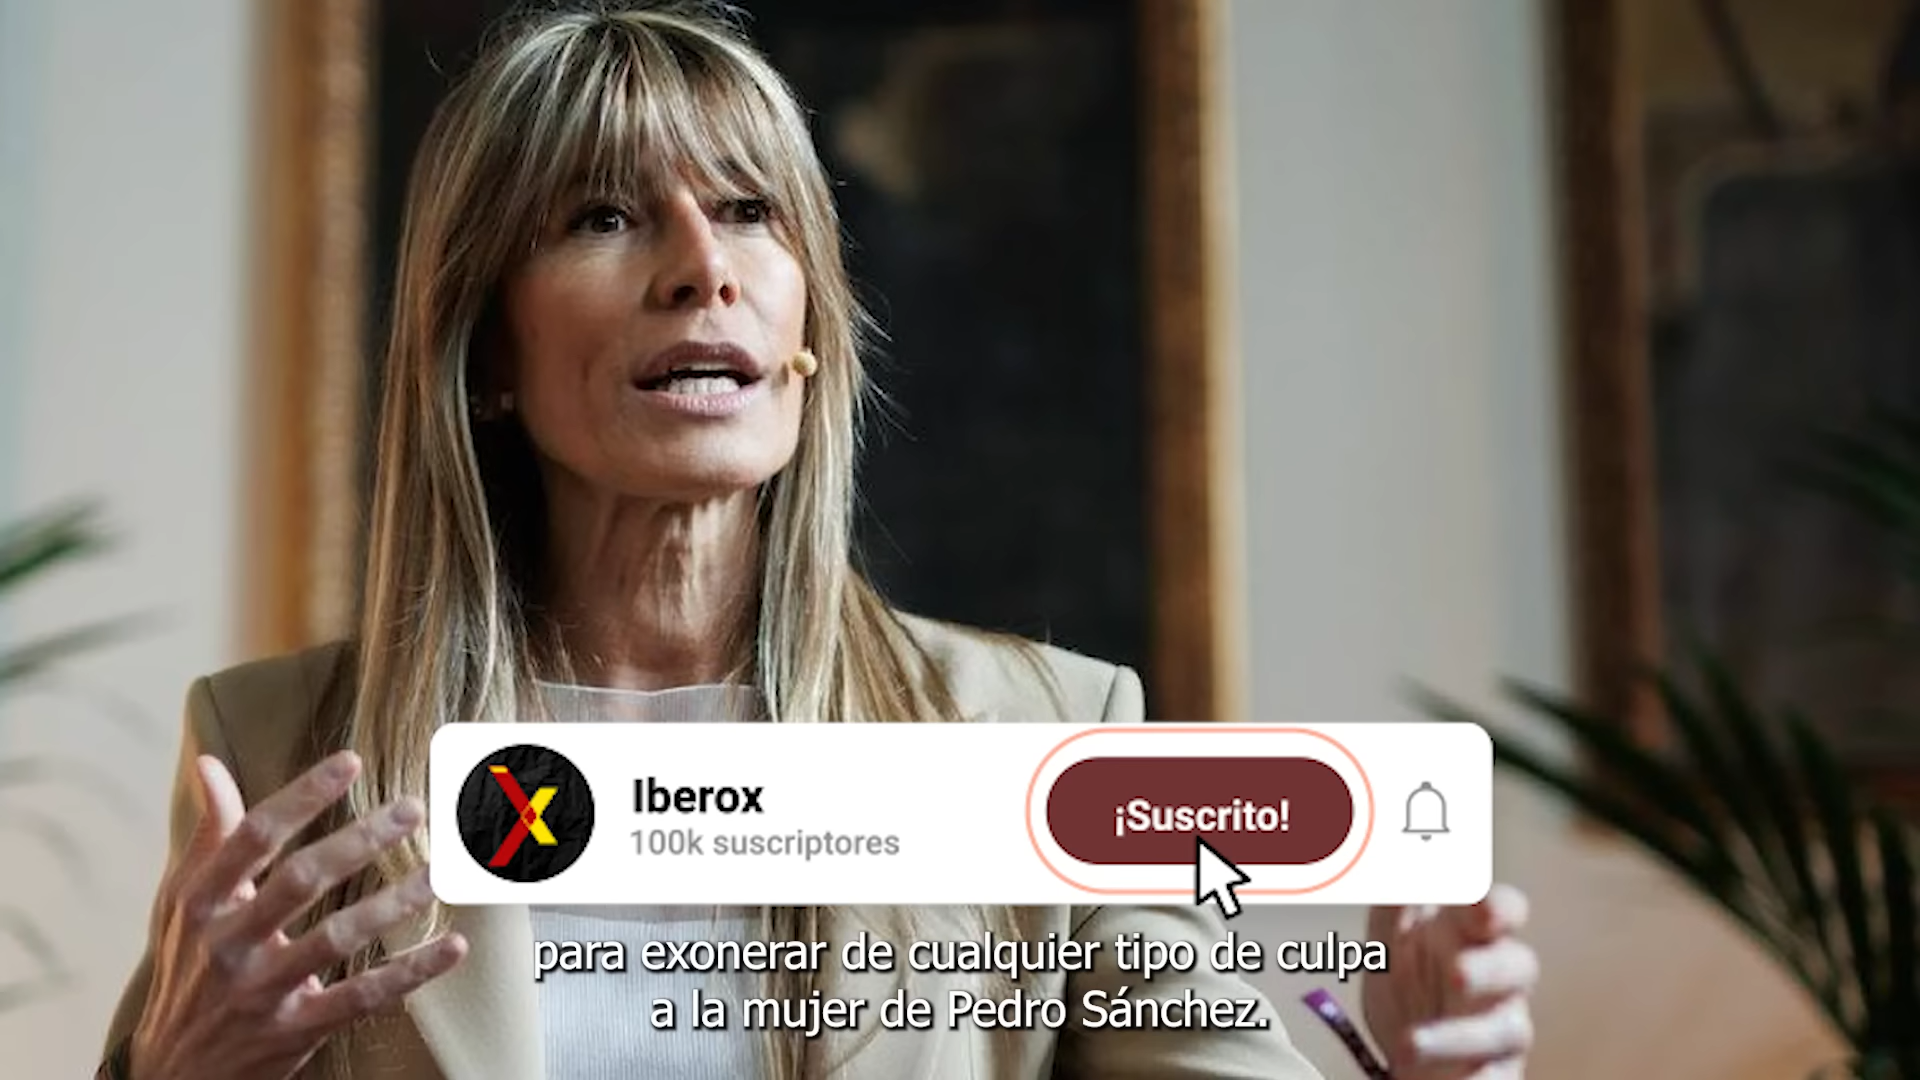 Iberox
100k suscriptores
¡Suscrito!
para exonerar de cualquier tipo de culpa
a la mujer de Pedro Sánchez.